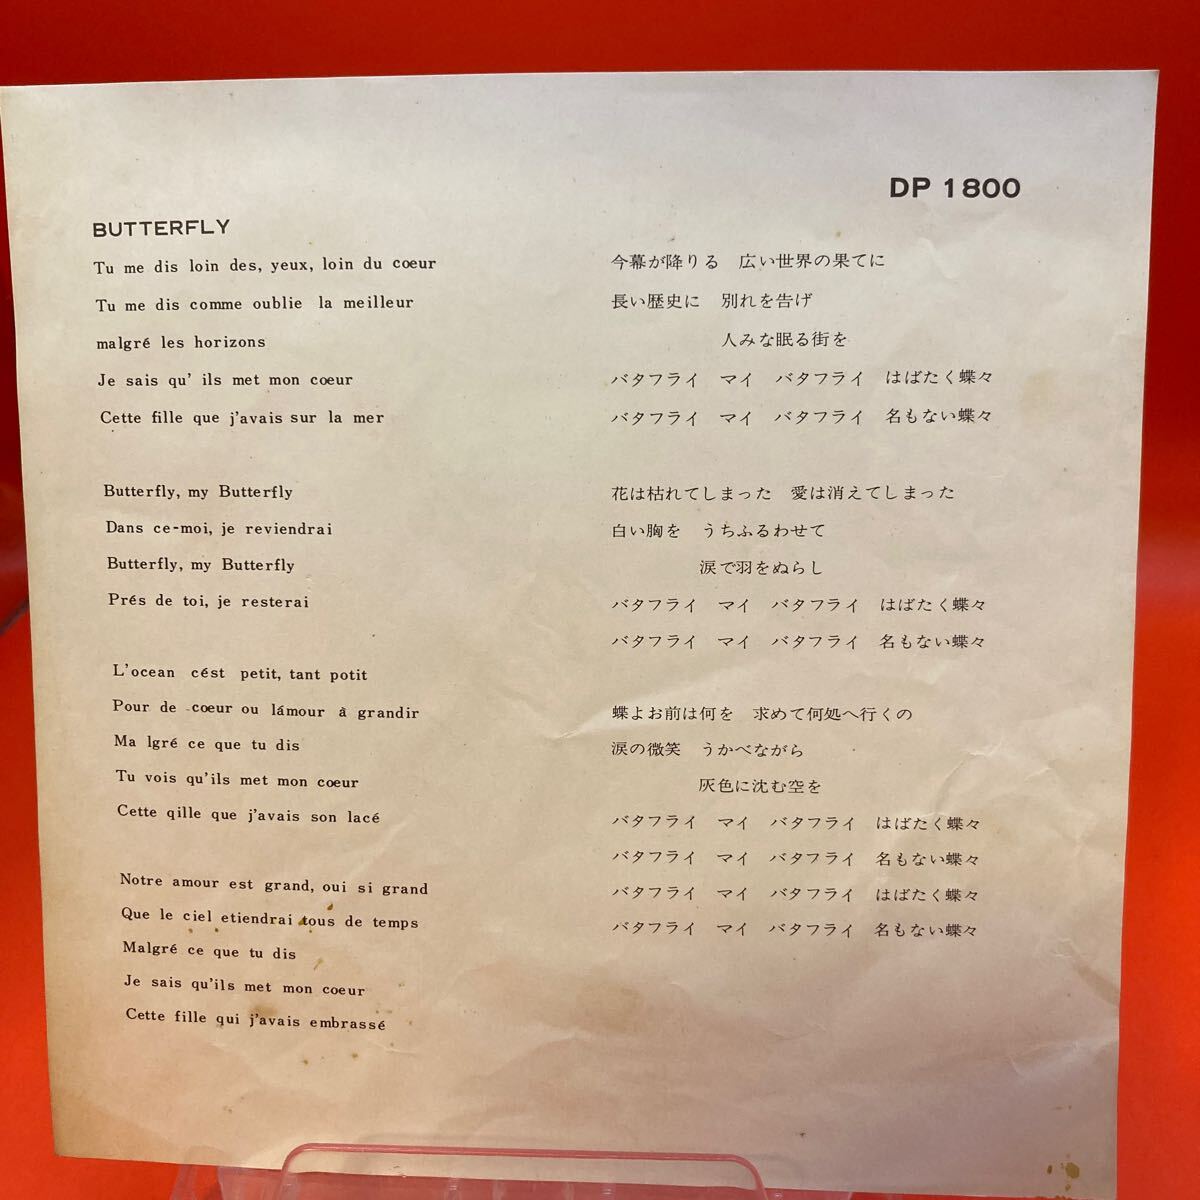 DP 1800
BUTTERFLY
Tu me dis loin des, yeux, loin du cœur
Tu me dis comme oublie la meilleur
malgré les horizons
Je sais qu' ils met mon cœur
Cette fille que j'avais sur la mer
Butterfly, my Butterfly
Dans ce-moi, je reviendrai
Butterfly, my Butterfly
Prés de toi, je resterai
L'ocean cést petit, tant potit
Pour de cœur ou lámour à grandir
Ma lgré ce que tu dis
Tu vois qu'ils met mon cœur
Cette qille que j'avais son lacé
Notre amour est grand, oui si grand
Que le ciel etiendrai tous de temps
Malgré ce que tu dis
Je sais qu'ils met mon cœur
Cette fille qui j'avais embrassé
今幕が降りる 広い世界の果てに
長い歴史に 別れを告げ
人みな眠る街を
バタフライ マイ バタフライ はばたく蝶々
バタフライ マイ バタフライ 名もない蝶々
花は枯れてしまった 愛は消えてしまった
白い胸を うちふるわせて
涙で羽をぬらし
バタフライ マイ バタフライ はばたく蝶々
バタフライ マイ バタフライ 名もない蝶々
蝶よお前は何を 求めて何処へ行くの
涙の微笑 うかべながら
灰色に沈む空を
バタフライ マイ バタフライ はばたく蝶々
バタフライ マイ バタフライ 名もない蝶々
バタフライ マイ バタフライ はばたく蝶々
バタフライ マイ バタフライ 名もない蝶々